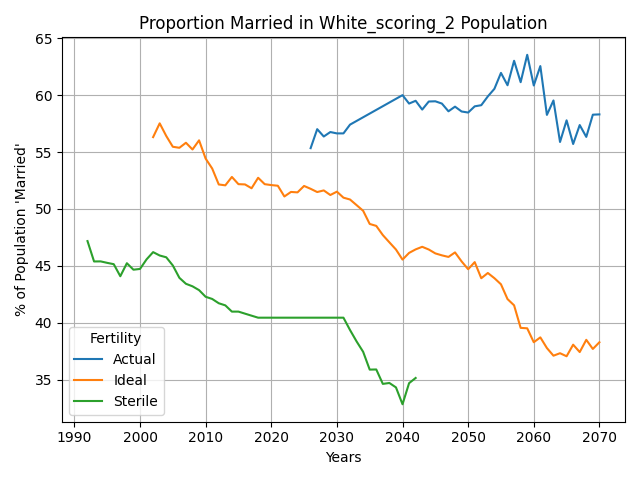 Proportion Married in White_scoring_2 Population
% of Population 'Married'
65
60
55
50
45
40
35
Fertility
Actual
Ideal
Sterile
1990 2000 2010 2020 2030 2040 2050 2060 2070
Years